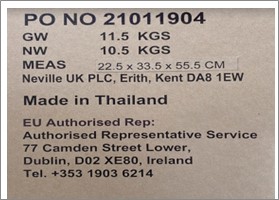 PO NO 21011904
GW 11.5 KGS
NW 10.5 KGS
MEAS 22.5 x 33.5 x 55.5 CM
Neville UK PLC, Erith, Kent DA8 1EW
Made in Thailand
EU Authorised Rep:
Authorised Representative Service
77 Camden Street Lower,
Dublin, D02 XE80, Ireland
Tel. +353 1903 6214